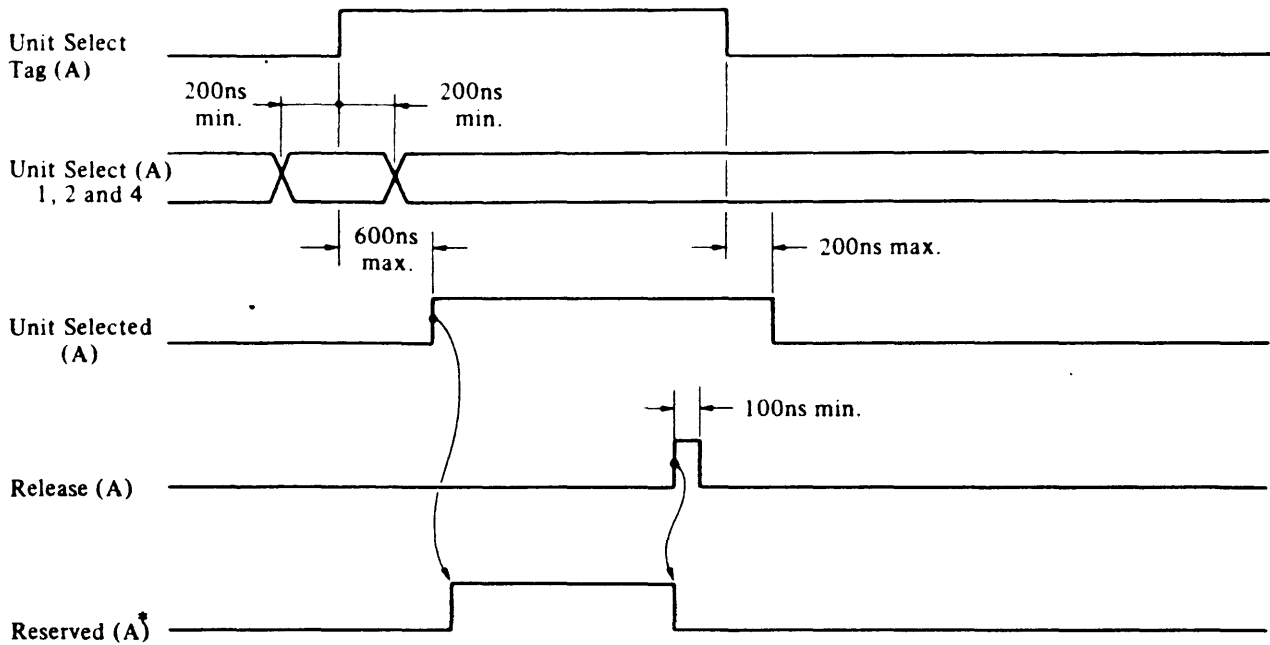 Unit Select
Tag (A)
200ns
min.
200ns
min.
Unit Select (A)
1, 2 and 4
600ns
max.
200ns max.
Unit Selected
(A)
100ns min.
Release (A)
Reserved (A)*